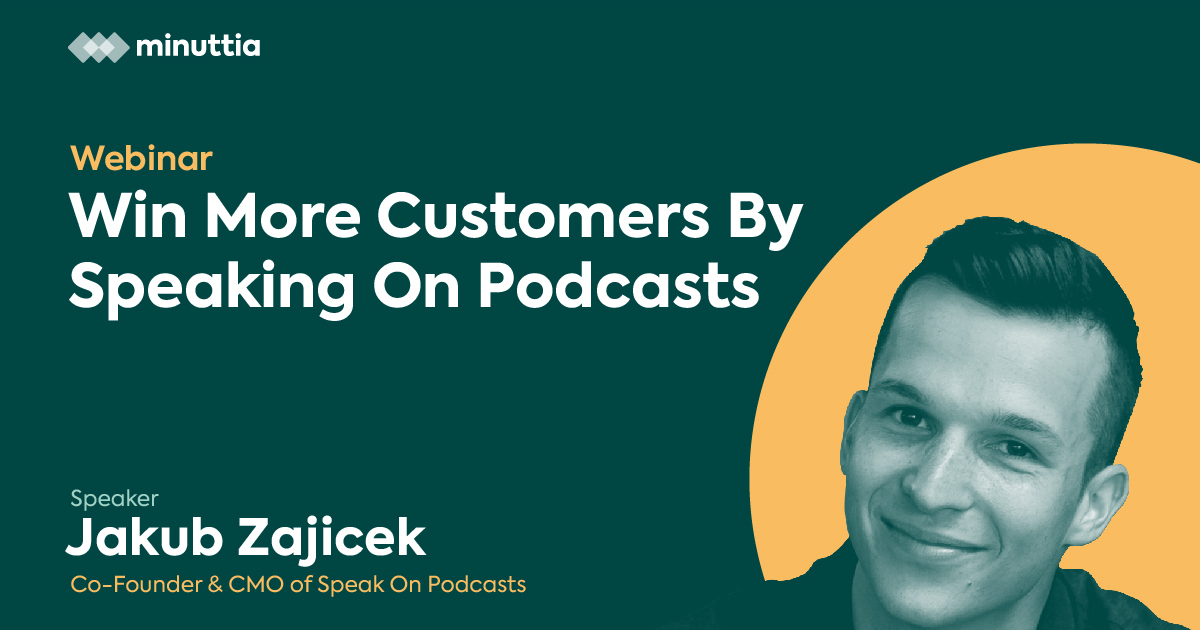 minuttia
Webinar
Win More Customers By
Speaking On Podcasts
Speaker
Jakub Zajicek
Co-Founder & CMO of Speak On Podcasts